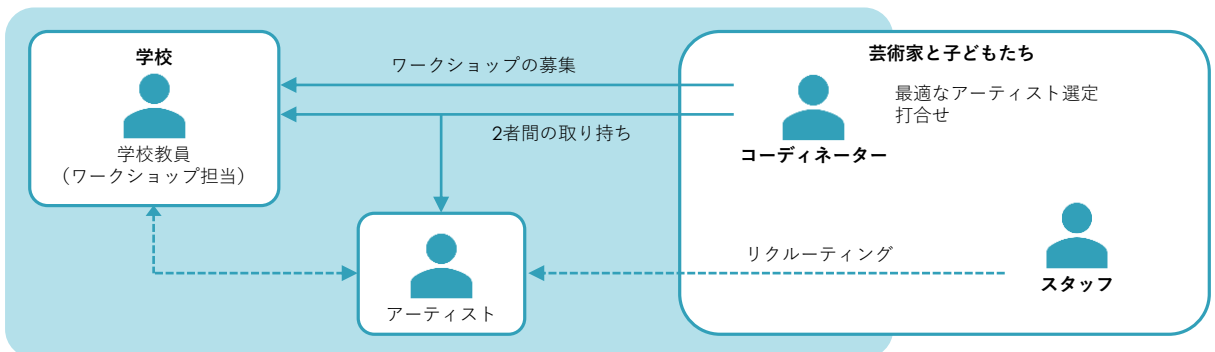 学校
学校教員
（ワークショップ担当）
ワークショップの募集
2者間の取り持ち
アーティスト
芸術家と子どもたち
最適なアーティスト選定
打合せ
コーディネーター
リクルーティング
スタッフ